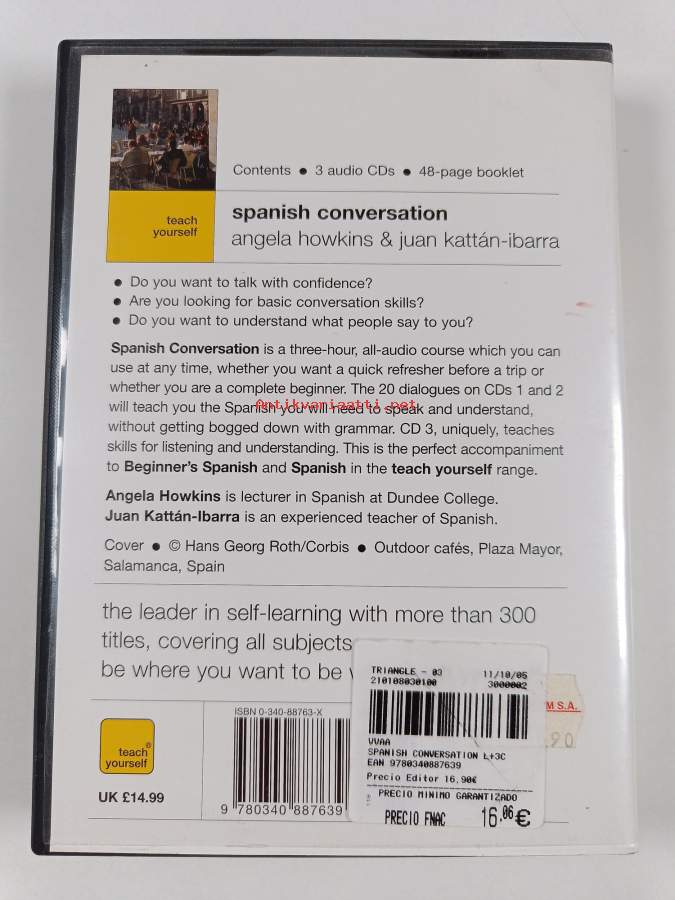 Contents ● 3 audio CDs ● 48-page booklet
teach
yourself
spanish conversation
angela howkins & juan kattán-ibarra
● Do you want to talk with confidence?
● Are you looking for basic conversation skills?
● Do you want to understand what people say to you?
Spanish Conversation is a three-hour, all-audio course which you can
use at any time, whether you want a quick refresher before a trip or
whether you are a complete beginner. The 20 dialogues on CDs 1 and 2
will teach you the Spanish you will need to speak and understand,
Antikvariaatti.net
without getting bogged down with grammar. CD 3, uniquely, teaches
skills for listening and understanding. This is the perfect accompaniment
to Beginner's Spanish and Spanish in the teach yourself range.
Angela Howkins is lecturer in Spanish at Dundee College.
Juan Kattán-Ibarra is an experienced teacher of Spanish.
Cover ● © Hans Georg Roth/Corbis ● Outdoor cafés, Plaza Mayor,
Salamanca, Spain
the leader in self-learning with more than 300
titles, covering all subjects
be where you want to be
TRIANGLE - 03 11/10/05
210108030100 3000002
M S.A.
.90
VVAA
SPANISH CONVERSATION L+3C
EAN 9780340887639
Precio Editor 16,90€
PRECIO MINIMO GARANTIZADO
PRECIO FNAC 16.06€
ISBN 0-340-88763-X
9 780340 887639
teach
yourself
®
UK £14.99